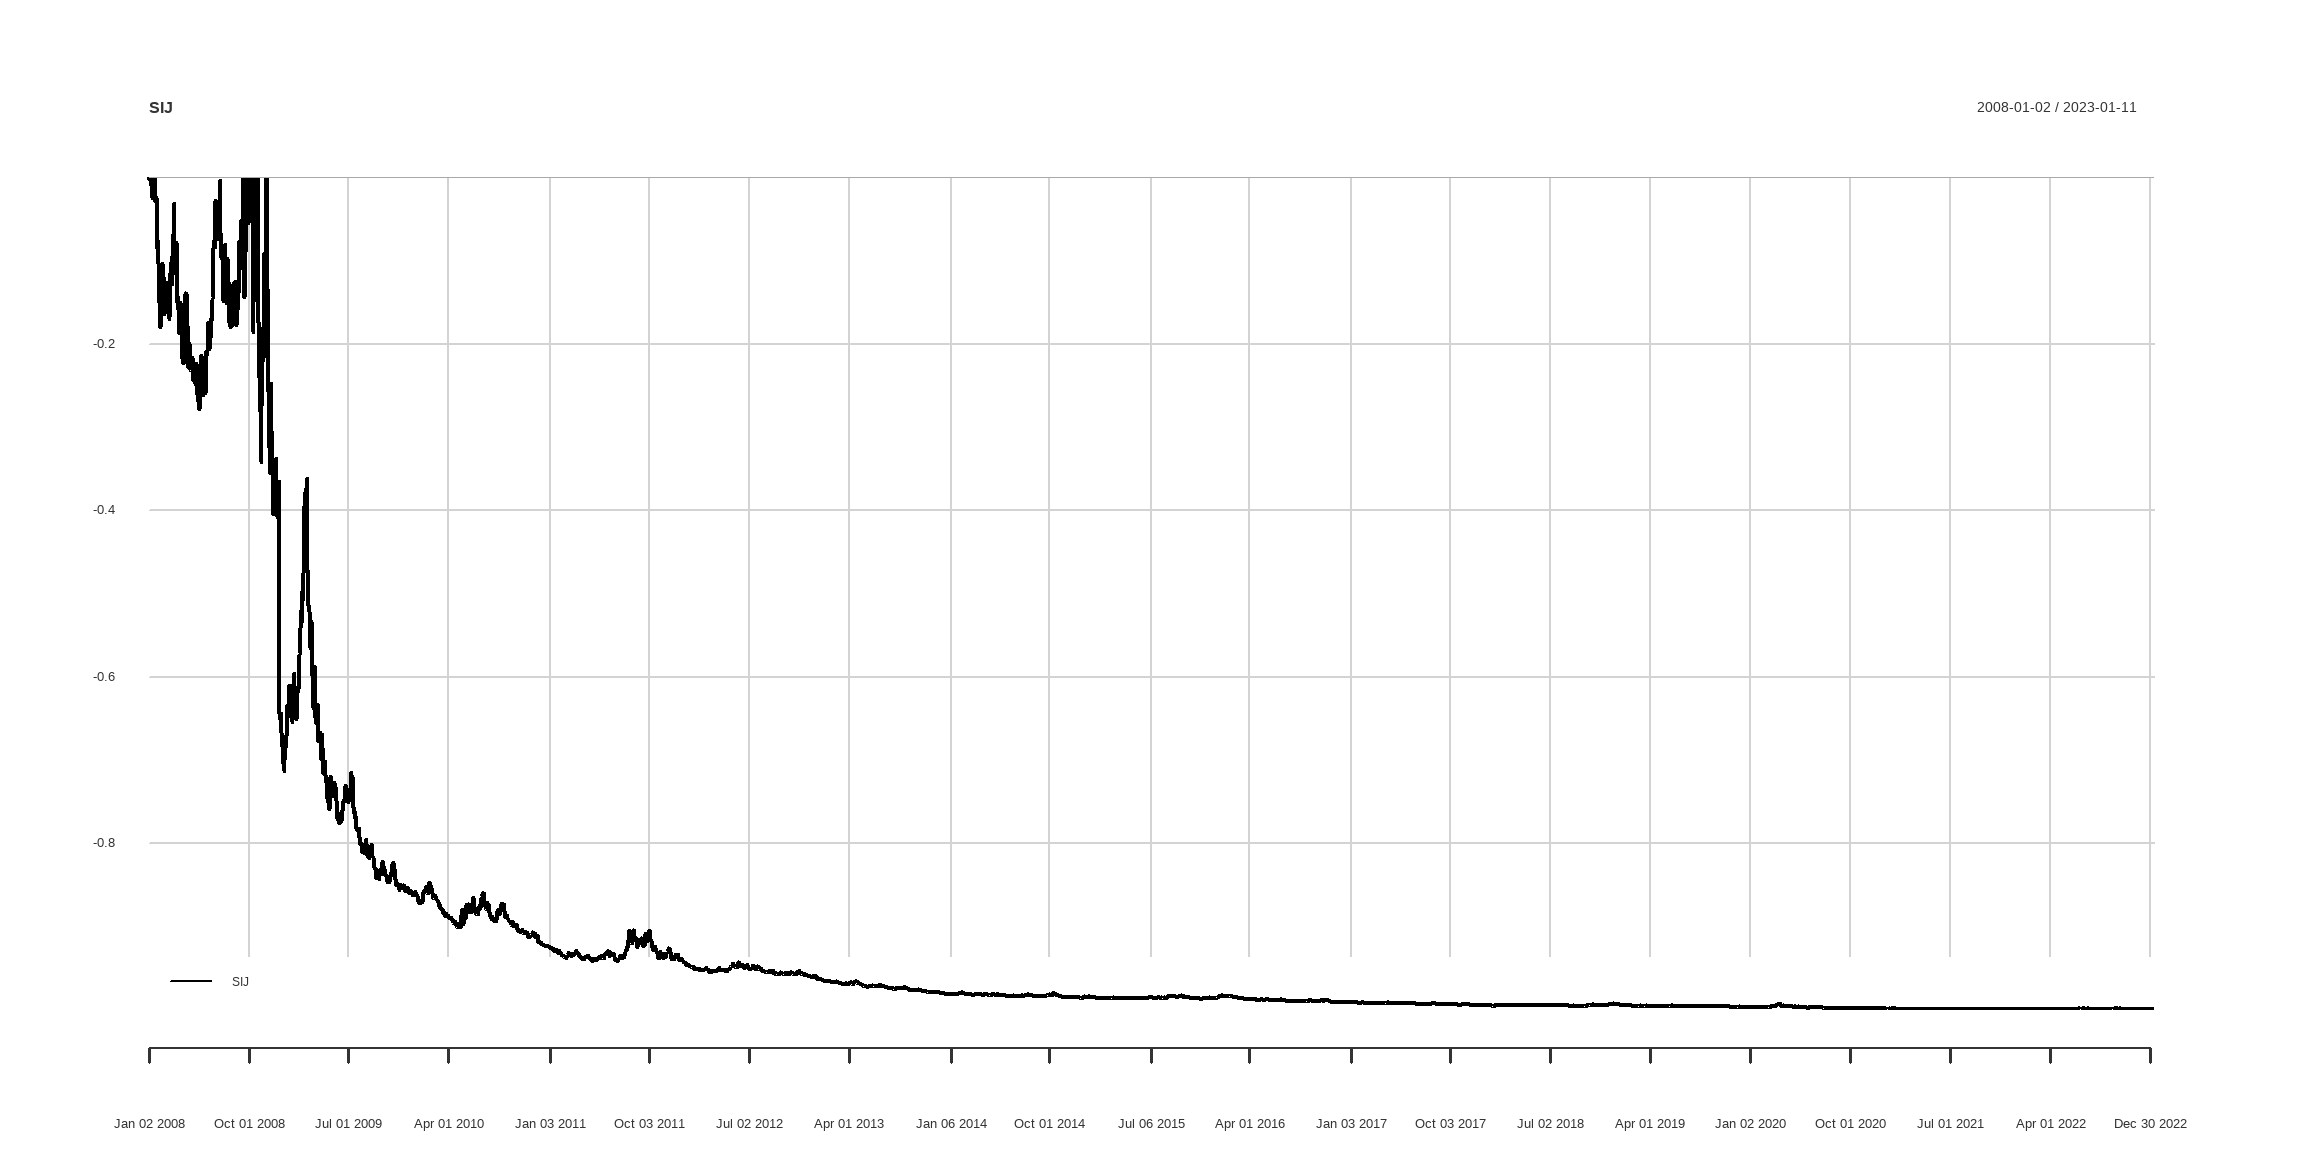 SIJ
2008-01-02 / 2023-01-11
-0.2
-0.4
-0.6
-0.8
SIJ
Jan 02 2008 Oct 01 2008 Jul 01 2009 Apr 01 2010 Jan 03 2011 Oct 03 2011 Jul 02 2012 Apr 01 2013 Jan 06 2014 Oct 01 2014 Jul 06 2015 Apr 01 2016 Jan 03 2017 Oct 03 2017 Jul 02 2018 Apr 01 2019 Jan 02 2020 Oct 01 2020 Jul 01 2021 Apr 01 2022 Dec 30 2022